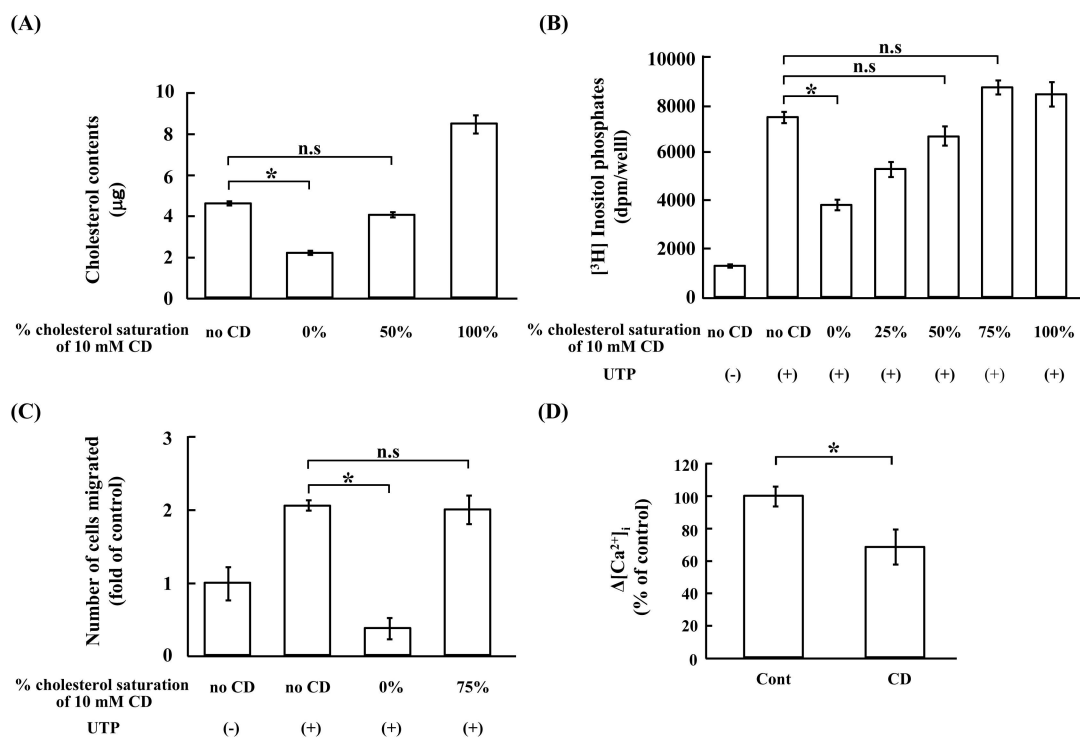 (A)
Cholesterol contents
(μg)
10
8
6
4
2
0
n.s
*
% cholesterol saturation
of 10 mM CD
no CD 0% 50% 100%
(B)
[³H] Inositol phosphates
(dpm/welll)
10000
8000
6000
4000
2000
0
n.s
n.s
*
% cholesterol saturation
of 10 mM CD
no CD no CD 0% 25% 50% 75% 100%
UTP (-) (+) (+) (+) (+) (+) (+)
(C)
Number of cells migrated
(fold of control)
3
2
1
0
n.s
*
% cholesterol saturation
of 10 mM CD
no CD no CD 0% 75%
UTP (-) (+) (+) (+)
(D)
Δ[Ca²⁺]i
(% of control)
120
100
80
60
40
20
0
*
Cont CD